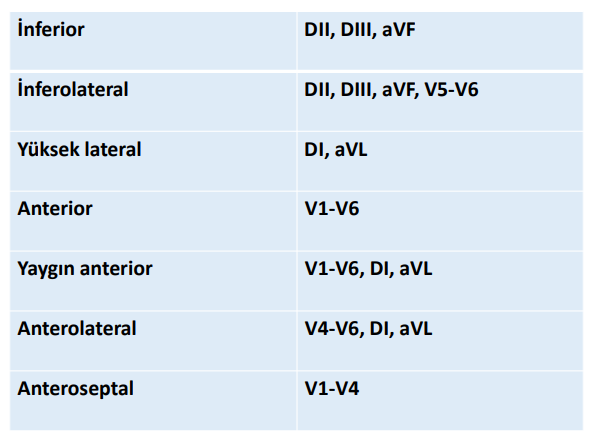 İnferior DII, DIII, aVF
İnferolateral DII, DIII, aVF, V5-V6
Yüksek lateral DI, aVL
Anterior V1-V6
Yaygın anterior V1-V6, DI, aVL
Anterolateral V4-V6, DI, aVL
Anteroseptal V1-V4